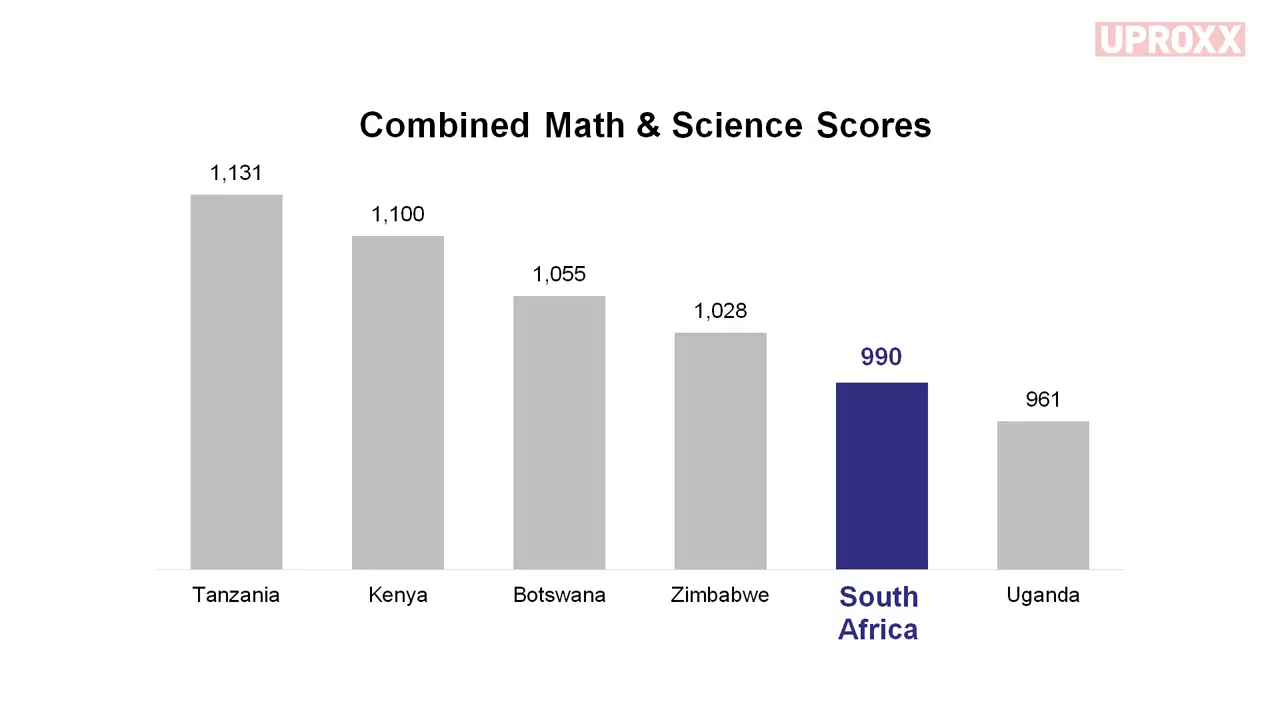 UPROXX
Combined Math & Science Scores
1,131
1,100
1,055
1,028
990
961
Tanzania
Kenya
Botswana
Zimbabwe
South
Africa
Uganda